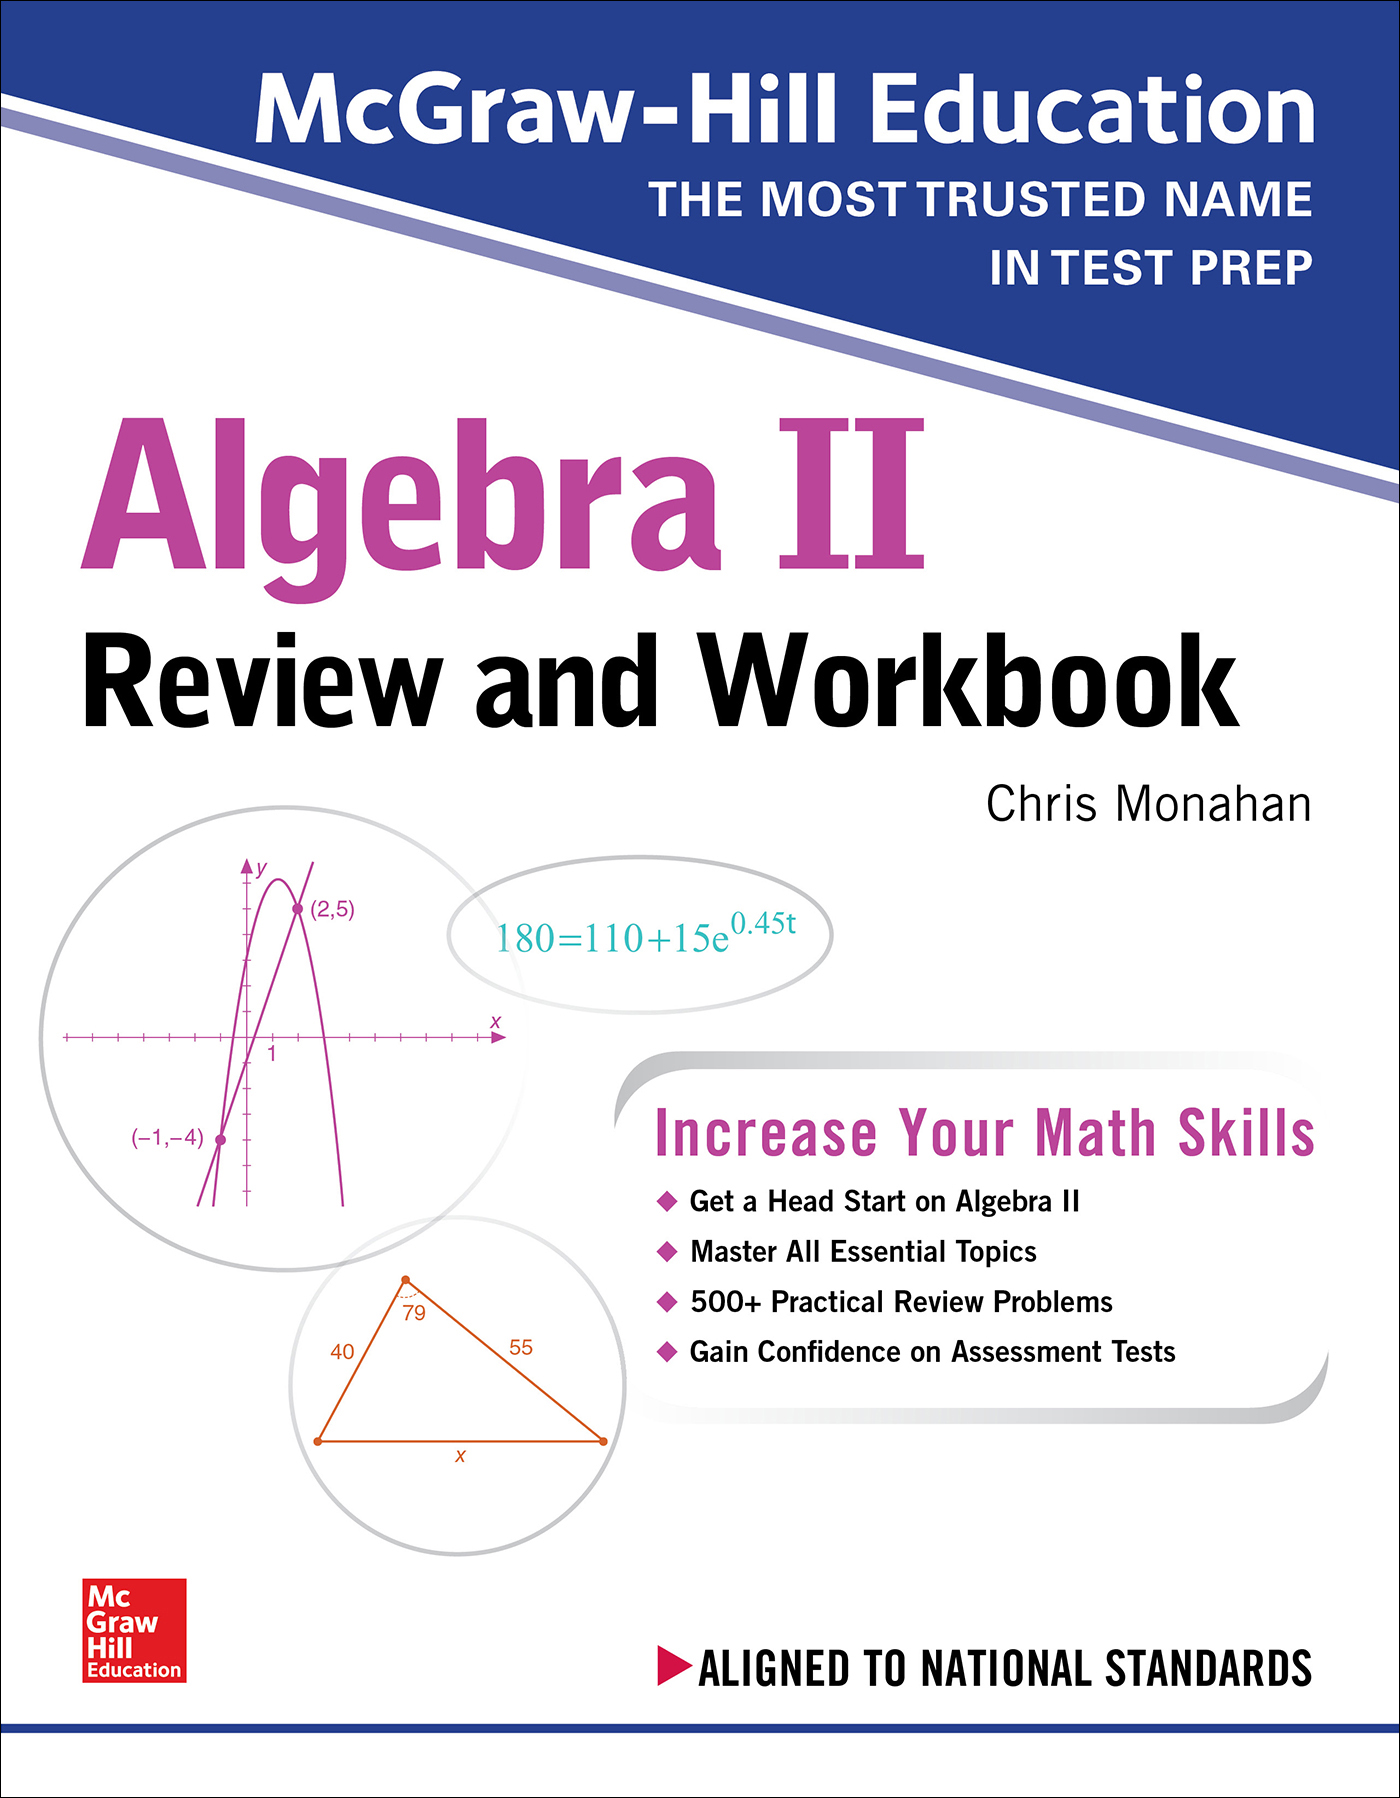 McGraw-Hill Education
THE MOST TRUSTED NAME
IN TEST PREP
Algebra II
Review and Workbook
Chris Monahan
y
(2,5)
180=110+15e^0.45t
x
1
(−1,−4)
Increase Your Math Skills
◆ Get a Head Start on Algebra II
◆ Master All Essential Topics
◆ 500+ Practical Review Problems
◆ Gain Confidence on Assessment Tests
79
40
55
x
Mc
Graw
Hill
Education
ALIGNED TO NATIONAL STANDARDS